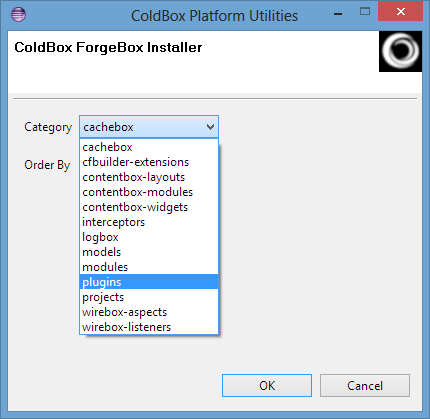 ColdBox Platform Utilities
ColdBox ForgeBox Installer
Category cachebox
cachebox
cfbuilder-extensions
Order By contentbox-layouts
contentbox-modules
contentbox-widgets
interceptors
logbox
models
modules
plugins
projects
wirebox-aspects
wirebox-listeners
OK Cancel